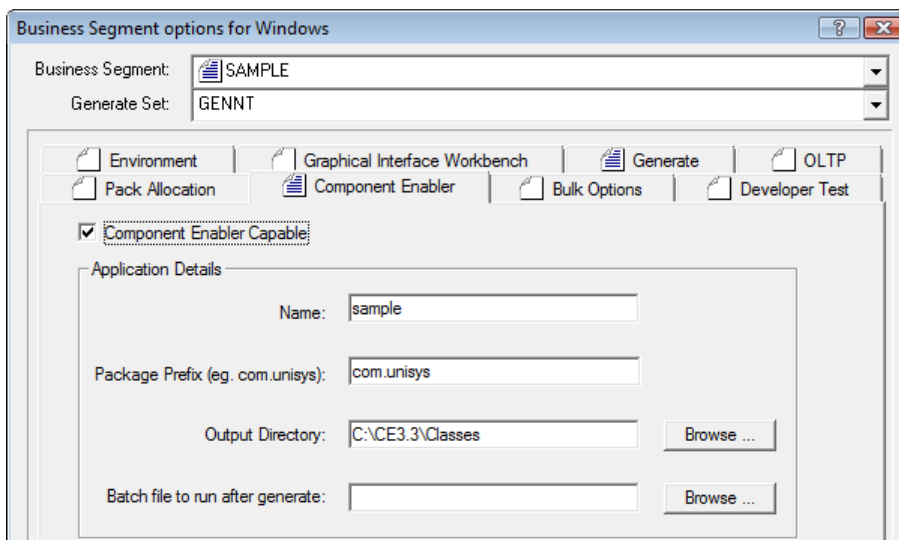 Business Segment options for Windows
Business Segment: SAMPLE
Generate Set: GENNT
Environment Graphical Interface Workbench Generate OLTP
Pack Allocation Component Enabler Bulk Options Developer Test
Component Enabler Capable
Application Details
Name: sample
Package Prefix (eg. com.unisys): com.unisys
Output Directory: C:\CE3.3\Classes Browse ...
Batch file to run after generate: Browse ...